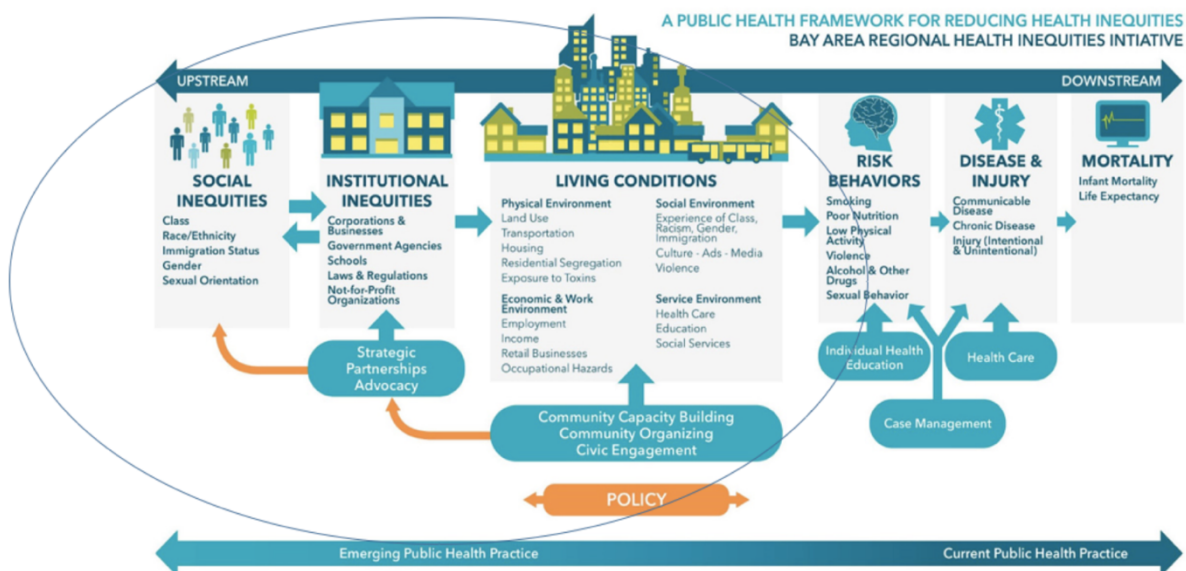 A PUBLIC HEALTH FRAMEWORK FOR REDUCING HEALTH INEQUITIES
BAY AREA REGIONAL HEALTH INEQUITIES INTIATIVE
UPSTREAM
DOWNSTREAM
SOCIAL
INEQUITIES
Class
Race/Ethnicity
Immigration Status
Gender
Sexual Orientation
INSTITUTIONAL
INEQUITIES
Corporations &
Businesses
Government Agencies
Schools
Laws & Regulations
Not-for-Profit
Organizations
LIVING CONDITIONS
Physical Environment
Land Use
Transportation
Housing
Residential Segregation
Exposure to Toxins
Economic & Work
Environment
Employment
Income
Retail Businesses
Occupational Hazards
Social Environment
Experience of Class,
Racism, Gender,
Immigration
Culture - Ads - Media
Violence
Service Environment
Health Care
Education
Social Services
RISK
BEHAVIORS
Smoking
Poor Nutrition
Low Physical
Activity
Violence
Alcohol & Other
Drugs
Sexual Behavior
DISEASE &
INJURY
Communicable
Disease
Chronic Disease
Injury (Intentional
& Unintentional)
MORTALITY
Infant Mortality
Life Expectancy
Strategic
Partnerships
Advocacy
Community Capacity Building
Community Organizing
Civic Engagement
Individual Health
Education
Health Care
Case Management
POLICY
Emerging Public Health Practice
Current Public Health Practice